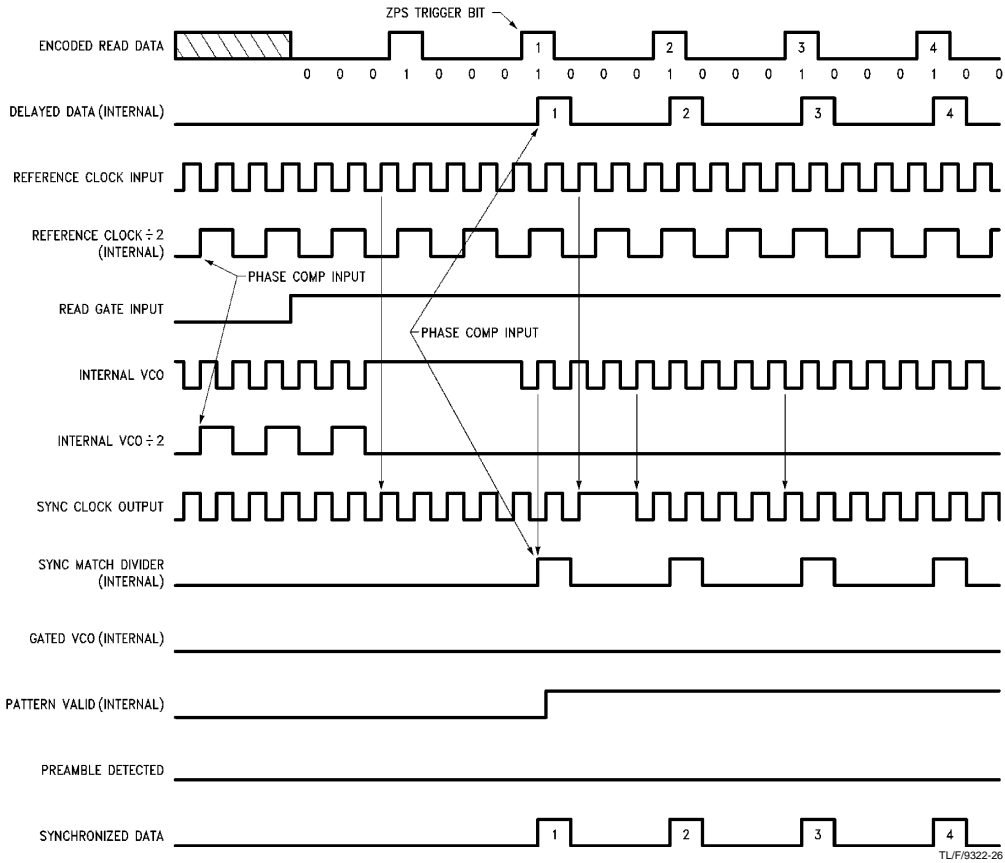 ZPS TRIGGER BIT
ENCODED READ DATA 1 2 3 4
0 0 0 1 0 0 0 1 0 0 0 1 0 0 0 1 0 0 0 1 0 0
DELAYED DATA (INTERNAL) 1 2 3 4
REFERENCE CLOCK INPUT
REFERENCE CLOCK ÷ 2
(INTERNAL)
PHASE COMP INPUT
READ GATE INPUT
PHASE COMP INPUT
INTERNAL VCO
INTERNAL VCO ÷ 2
SYNC CLOCK OUTPUT
SYNC MATCH DIVIDER
(INTERNAL)
GATED VCO (INTERNAL)
PATTERN VALID (INTERNAL)
PREAMBLE DETECTED
SYNCHRONIZED DATA 1 2 3 4
TL/F/9322-26